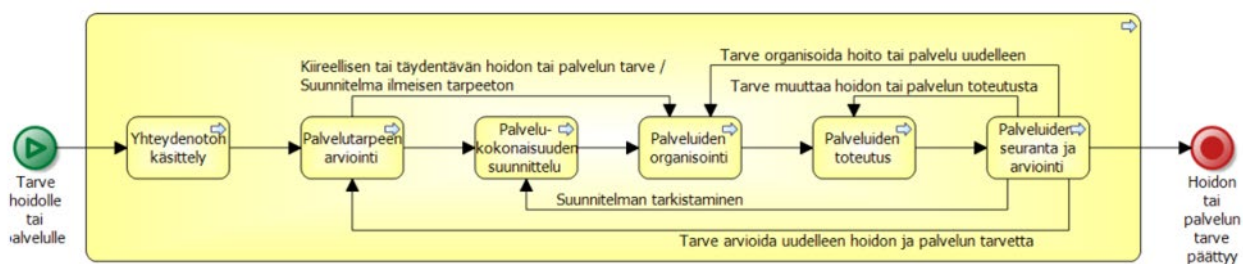 Tarve organisoida hoito tai palvelu uudelleen
Kiireellisen tai täydentävän hoidon tai palvelun tarve /
Suunnitelma ilmeisen tarpeeton
Tarve muuttaa hoidon tai palvelun toteutusta
Yhteydenoton
käsittely
Palvelutarpeen
arviointi
Palvelu-
kokonaisuuden
suunnittelu
Palveluiden
organisointi
Palveluiden
toteutus
Palveluiden
seuranta ja
arviointi
Tarve
hoidolle
tai
palvelulle
Suunnitelman tarkistaminen
Tarve arvioida uudelleen hoidon ja palvelun tarvetta
Hoidon
tai
palvelun
tarve
päättyy